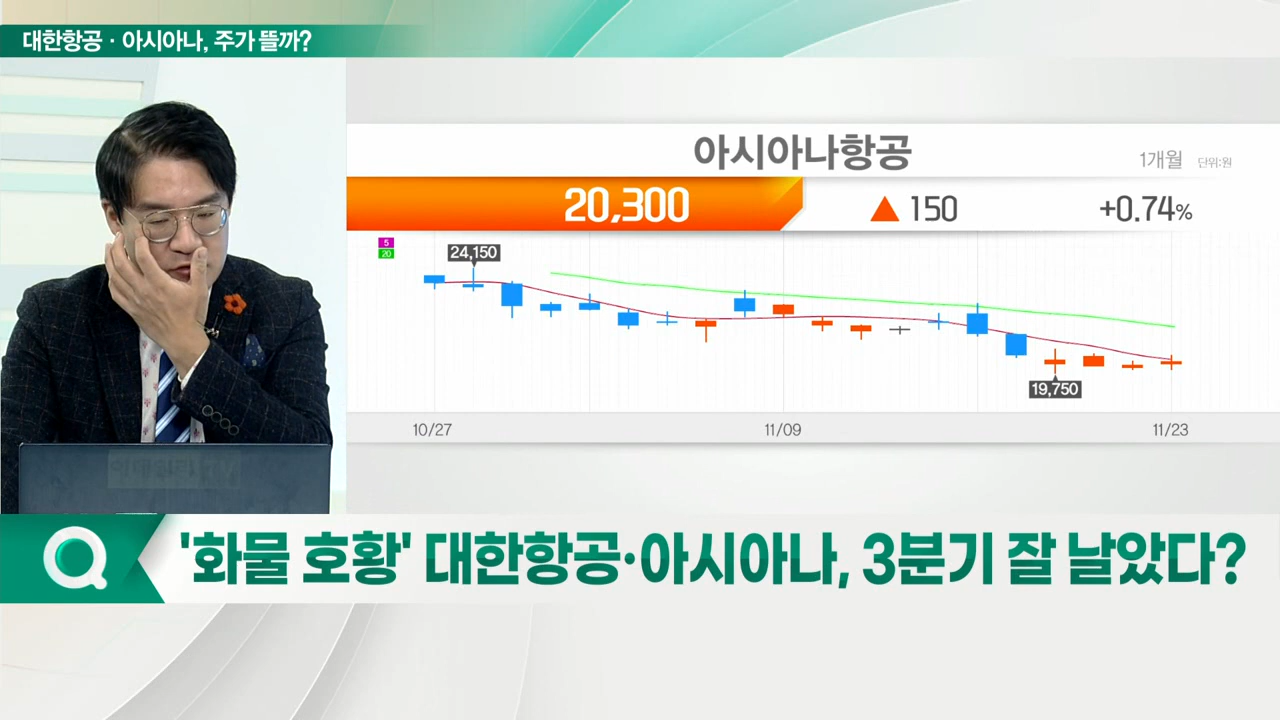 대한항공 · 아시아나, 주가 뜰까?
아시아나항공
1개월 단위:원
20,300 ▲ 150 +0.74%
5
20
24,150
19,750
10/27 11/09 11/23
'화물 호황' 대한항공·아시아나, 3분기 잘 날았다?